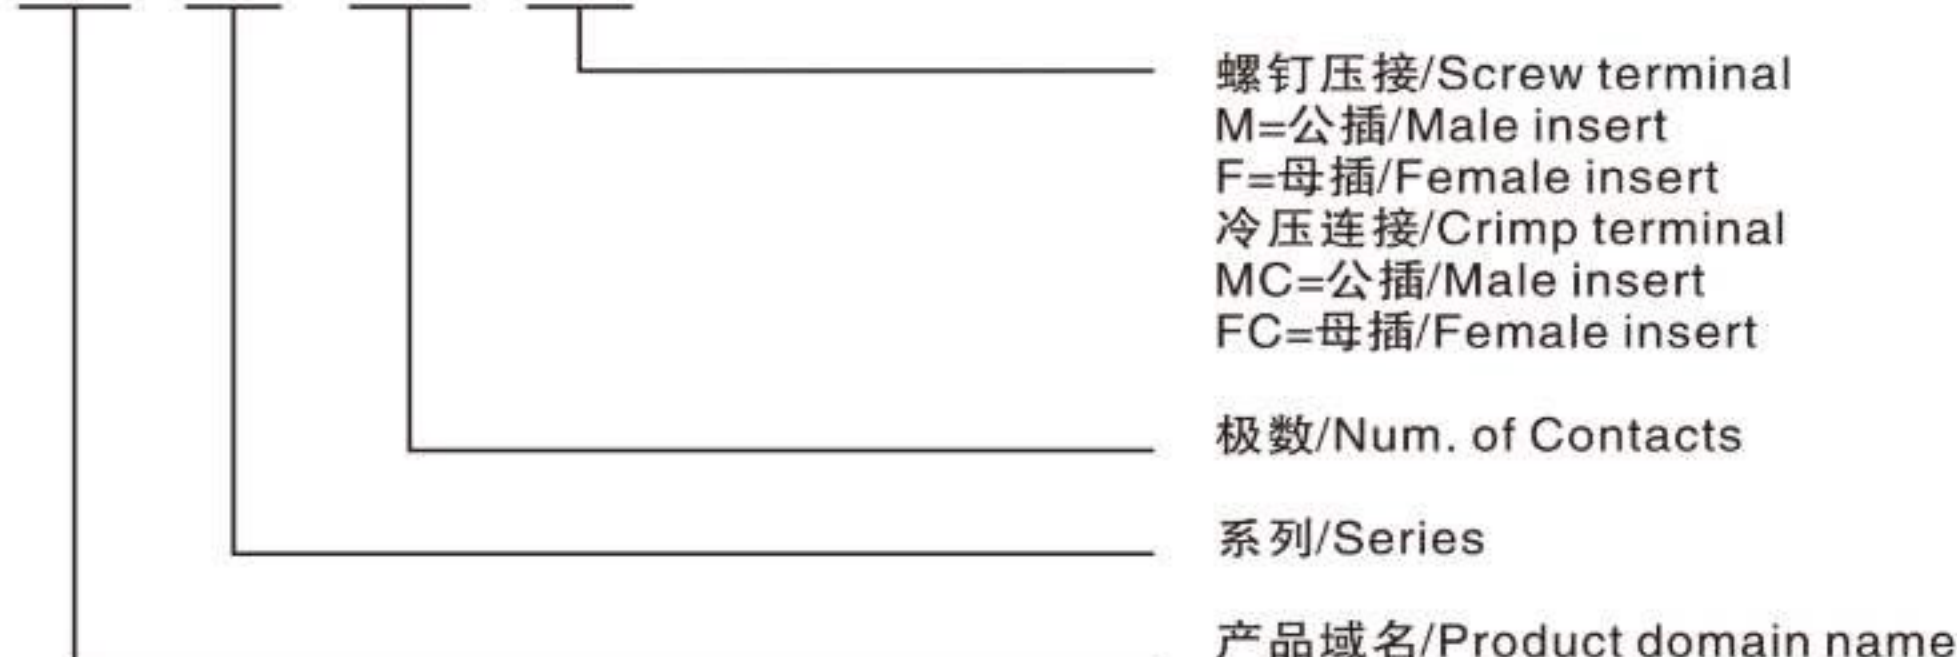 螺钉压接/Screw terminal
M=公插/Male insert
F=母插/Female insert
冷压连接/Crimp terminal
MC=公插/Male insert
FC=母插/Female insert
极数/Num. of Contacts
系列/Series
产品域名/Product domain name